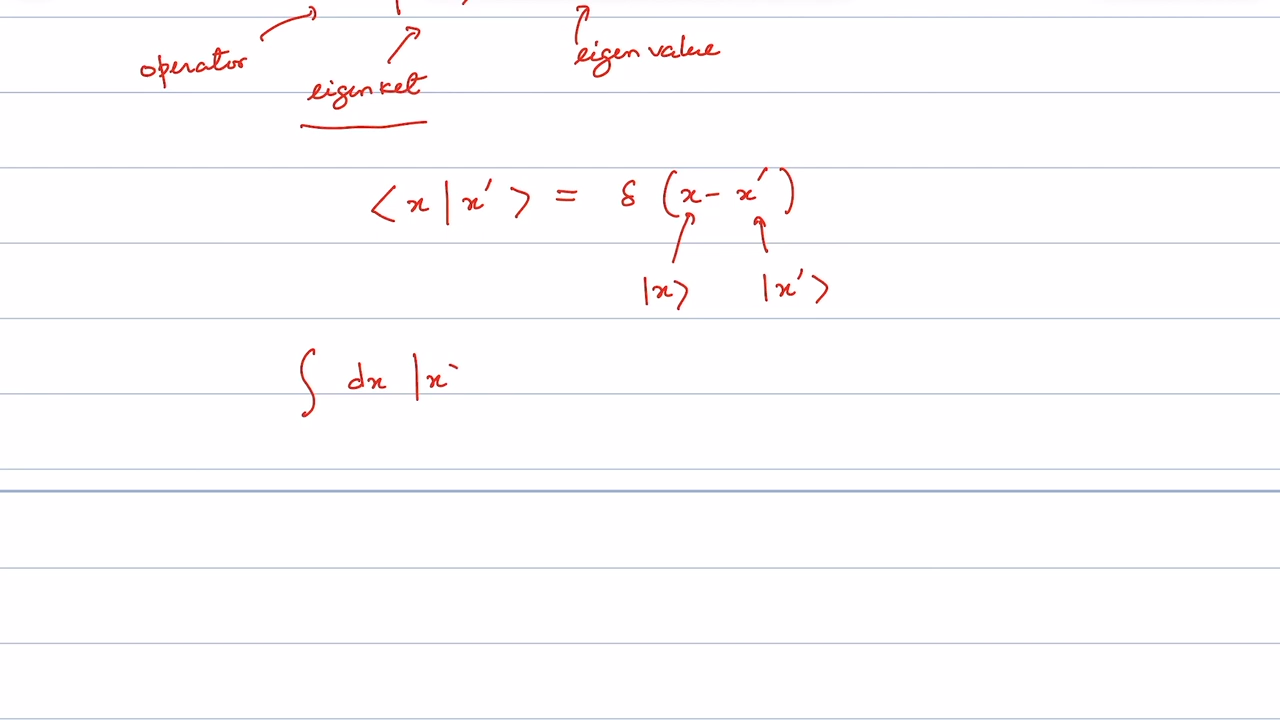 operator
eigenket
eigen value
⟨x|x′⟩ = δ(x − x′)
|x⟩ |x′⟩
∫ dx |x